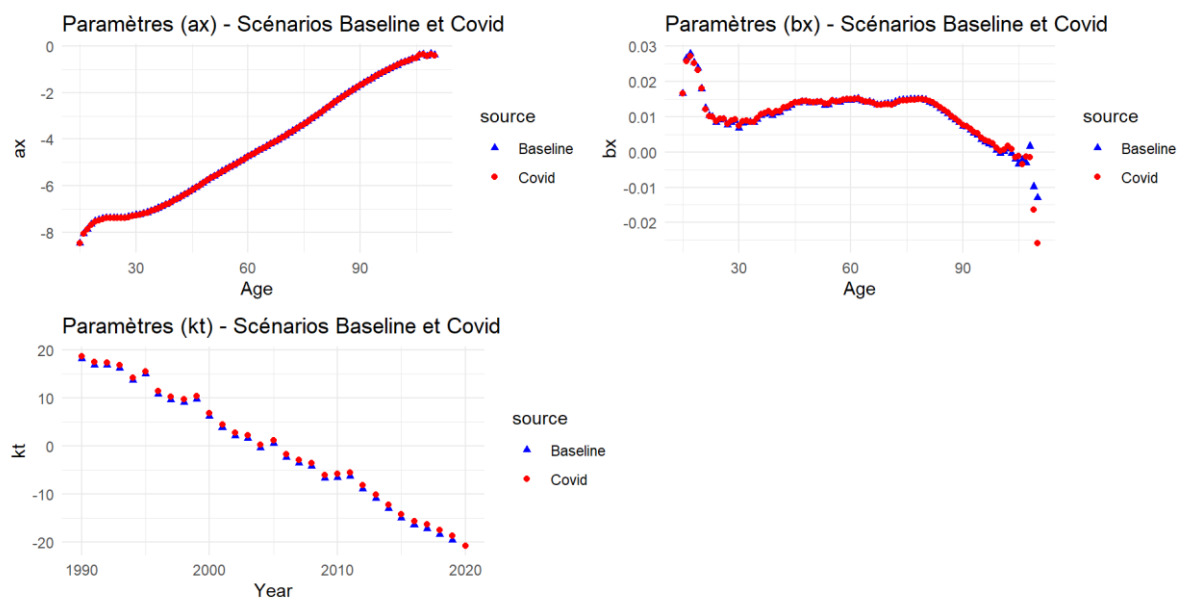 Paramètres (ax) - Scénarios Baseline et Covid
0
-2
-4
-6
-8
ax
30
60
90
Age
source
Baseline
Covid
Paramètres (bx) - Scénarios Baseline et Covid
0.03
0.02
0.01
0.00
-0.01
-0.02
bx
30
60
90
Age
source
Baseline
Covid
Paramètres (kt) - Scénarios Baseline et Covid
20
10
0
-10
-20
kt
1990
2000
2010
2020
Year
source
Baseline
Covid